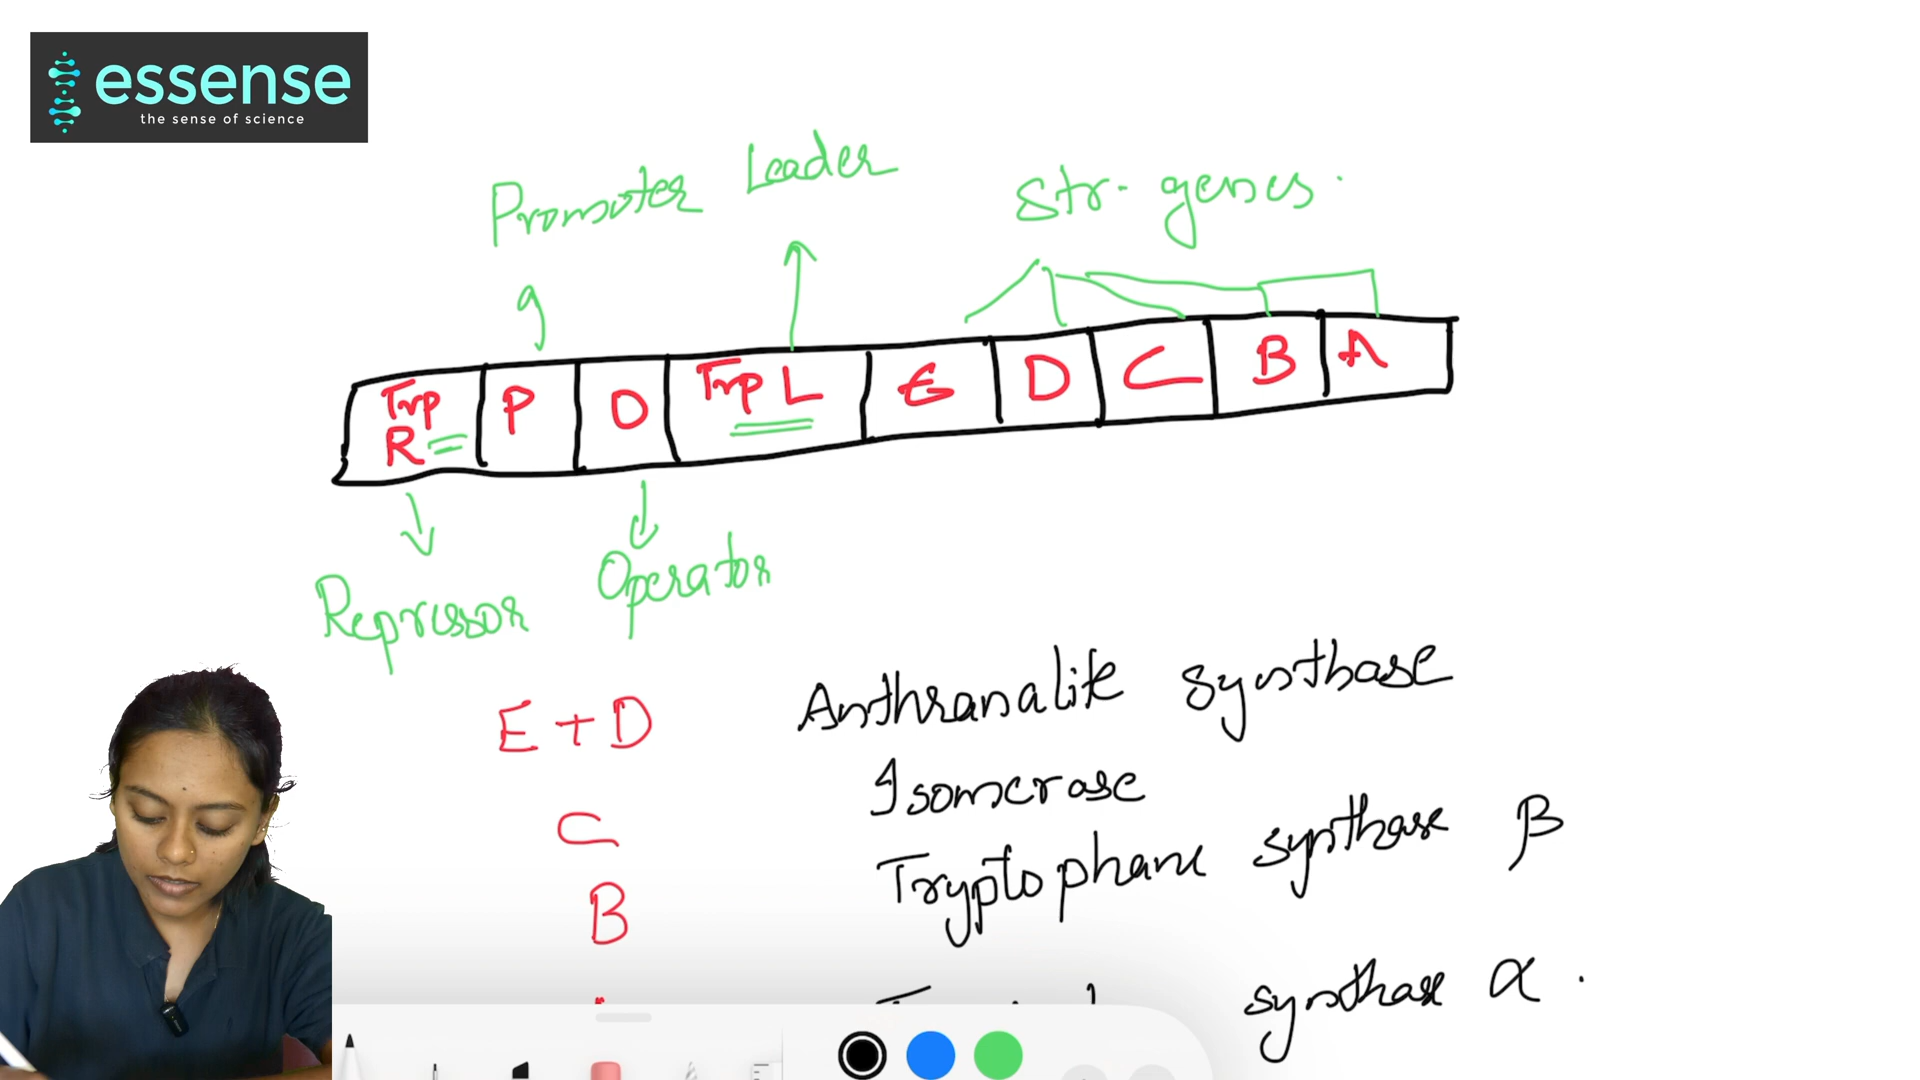 essense
the sense of science
Promoter Leader Str. genes.
Trp R P O Trp L E D C B A
Repressor Operator
E + D Anthranalite synthase
C Isomerase
B Tryptophane synthase β
synthase α.